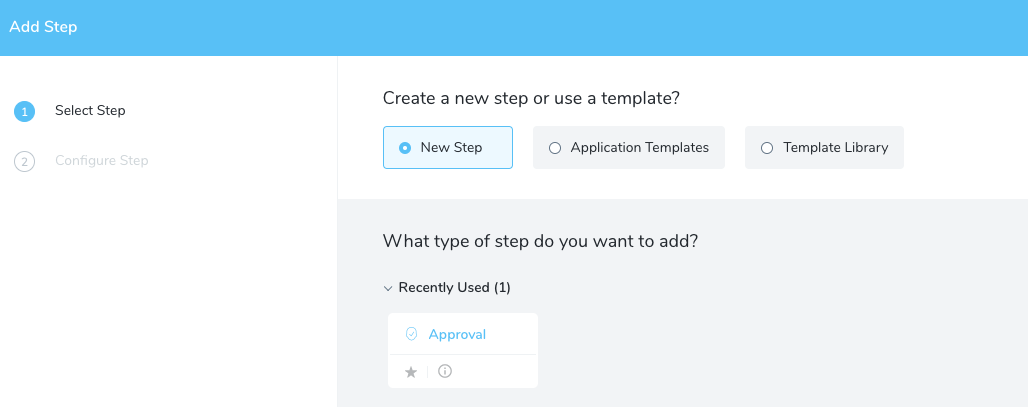 Add Step
1 Select Step
2 Configure Step
Create a new step or use a template?
New Step Application Templates Template Library
What type of step do you want to add?
Recently Used (1)
Approval